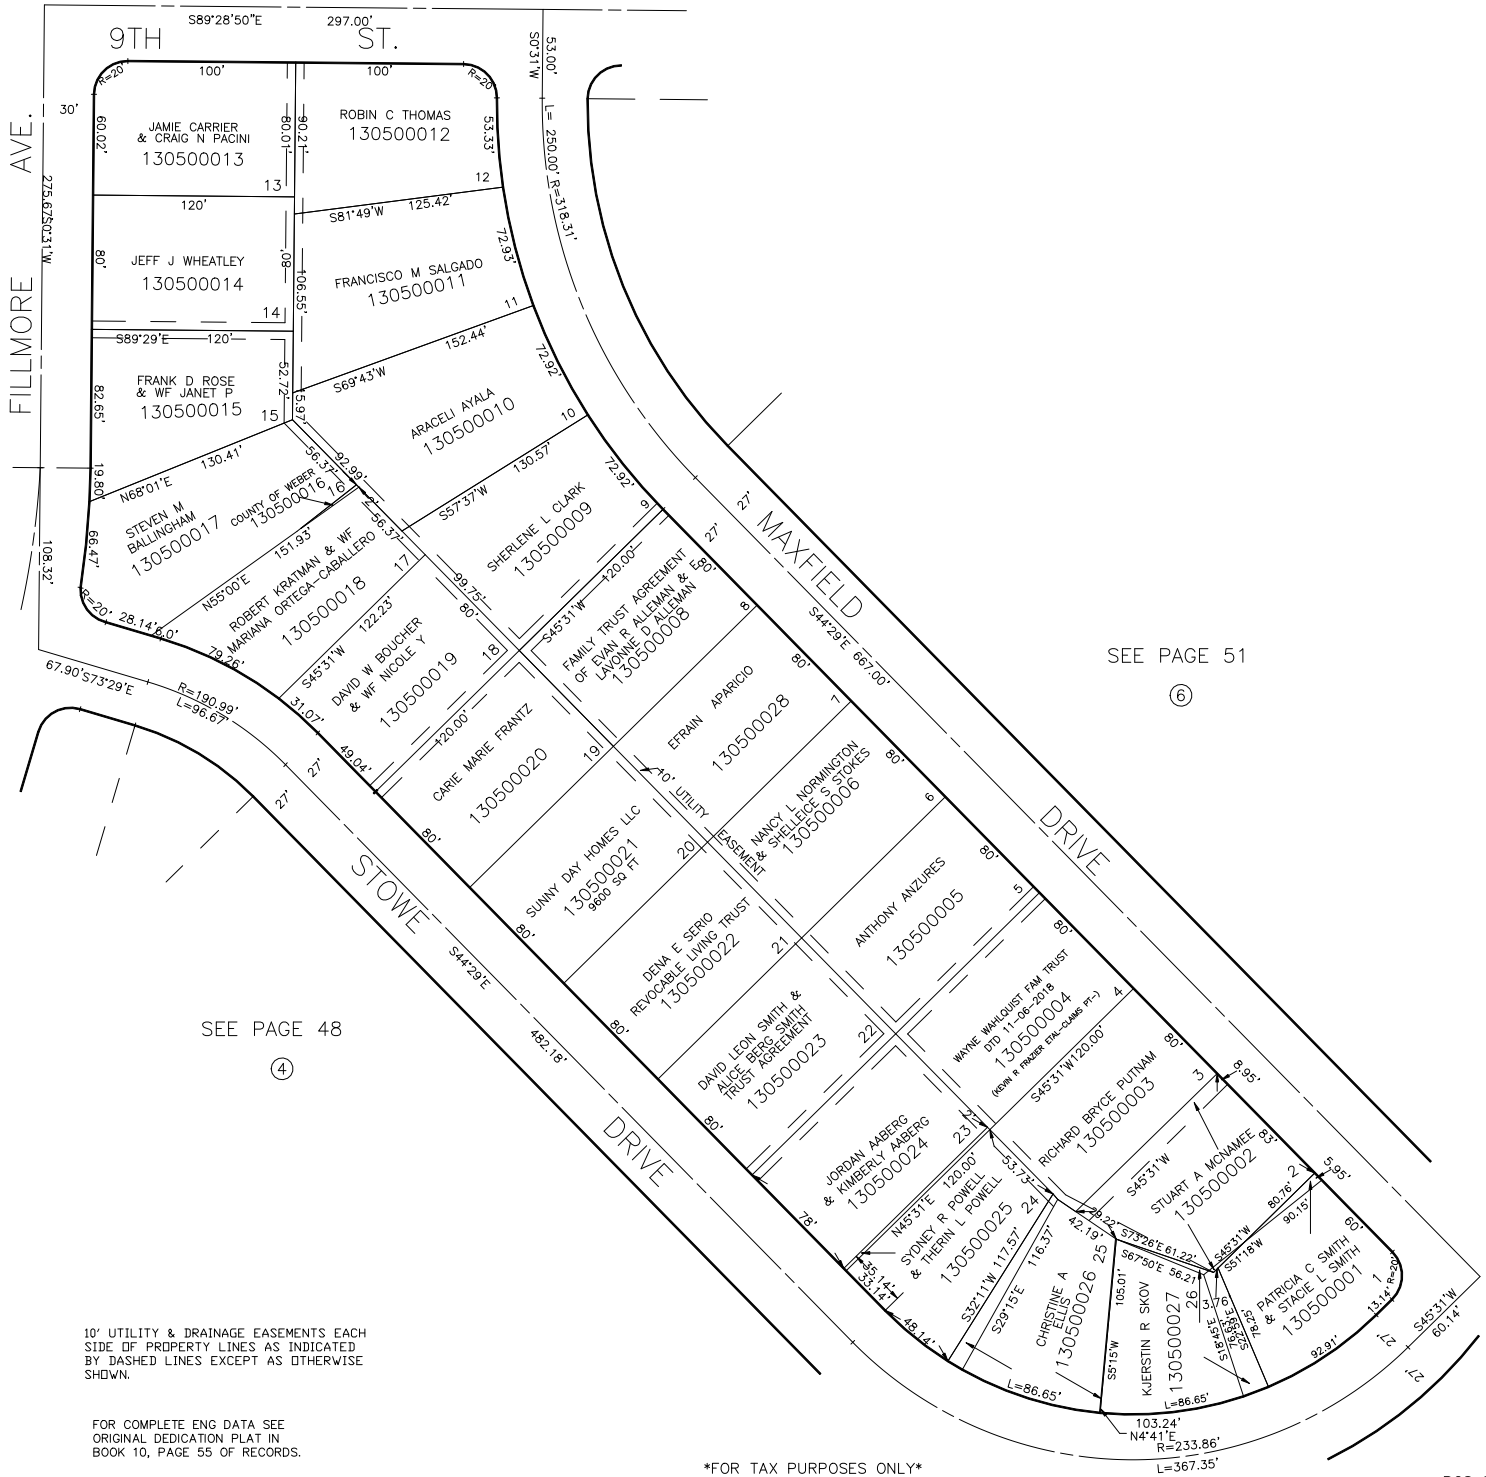 S89°28'50"E 297.00'
9TH ST.
FILLMORE AVE.
30'
275.67' S0°31'W
108.32'
53.00'
S0°31'W
L= 250.00' R=318.31'
R=20'
100'
100'
R=20'
60.02'
80.01'
90.21'
53.33'
JAMIE CARRIER
& CRAIG N PACINI
130500013
13
ROBIN C THOMAS
130500012
12
120'
S81°49'W 125.42'
80'
80'
JEFF J WHEATLEY
130500014
14
106.55'
72.93'
FRANCISCO M SALGADO
130500011
11
S89°29'E 120'
82.65'
52.72'
FRANK D ROSE
& WF JANET P
130500015
15
15.97'
S69°43'W 152.44'
72.92'
ARACELI AYALA
130500010
10
N68°01'E 130.41'
19.80'
66.47'
STEVEN M
BALLINGHAM
130500017
COUNTY OF WEBER
130500016
16
56.37'
92.99'
2'
56.37'
S57°37'W 130.57'
72.92'
SHERLENE L CLARK
130500009
9
N55°00'E 151.93'
ROBERT KRATMAN & WF
MARIANA ORTEGA-CABALLERO
130500018
17
R=20'
28.14'
6.0'
79.26'
S45°31'W 122.23'
99.75'
80'
DAVID W BOUCHER
& WF NICOLE Y
130500019
18
31.07'
49.04'
S45°31'W 120.00'
FAMILY TRUST AGREEMENT
OF EVAN R ALLEMAN & E
LAVONNE D ALLEMAN
130500008
8
80'
27'
27'
MAXFIELD DRIVE
S44°29'E 667.00'
67.90' S73°29'E
R=190.99'
L=96.67'
27'
27'
120.00'
CARIE MARIE FRANTZ
130500020
19
80'
EFRAIN APARICIO
130500028
7
80'
10' UTILITY EASEMENT
SUNNY DAY HOMES LLC
130500021
9600 SQ FT
20
80'
NANCY L NORMINGTON
& SHELLEICE S STOKES
130500006
6
80'
STOWE DRIVE
S44°29'E 482.18'
DENA E SERIO
REVOCABLE LIVING TRUST
130500022
21
80'
ANTHONY ANZURES
130500005
5
80'
DAVID LEON SMITH &
ALICE BERG SMITH
TRUST AGREEMENT
130500023
22
80'
WAYNE WAHLQUIST FAM TRUST
DTD 11-06-2018
130500004
(KEVIN R FRAZIER ETAL-CLAIMS PT-)
4
80'
S45°31'W 120.00'
JORDAN AABERG
& KIMBERLY AABERG
130500024
23
2'
78'
RICHARD BRYCE PUTNAM
130500003
3
80'
8.95'
N45°31'E 120.00'
SYDNEY R POWELL
& THERIN L POWELL
130500025
24
53.73'
35.14'
33.14'
48.14'
S45°31'W
STUART A MCNAMEE
130500002
2
83'
5.95'
29.22'
42.19'
S73°26'E 61.22'
S67°50'E 56.21'
S45°31'W 80.76'
S51°18'W 90.15'
S32°11'W 117.57'
S29°15'E 116.37'
CHRISTINE A
ELLIS
130500026
25
105.01'
S5°15'W
L=86.65'
KJERSTIN R SKOV
130500027
26
3.76
S18°45'E 76.63'
S22°59'E 78.25'
L=86.65'
PATRICIA C SMITH
& STACIE L SMITH
130500001
1
60'
R=20'
13.14'
92.91'
27'
27'
S45°31'W
60.14'
103.24'
N4°41'E
R=233.86'
L=367.35'
SEE PAGE 51
6
SEE PAGE 48
4
10' UTILITY & DRAINAGE EASEMENTS EACH
SIDE OF PROPERTY LINES AS INDICATED
BY DASHED LINES EXCEPT AS OTHERWISE
SHOWN.
FOR COMPLETE ENG DATA SEE
ORIGINAL DEDICATION PLAT IN
BOOK 10, PAGE 55 OF RECORDS.
*FOR TAX PURPOSES ONLY*